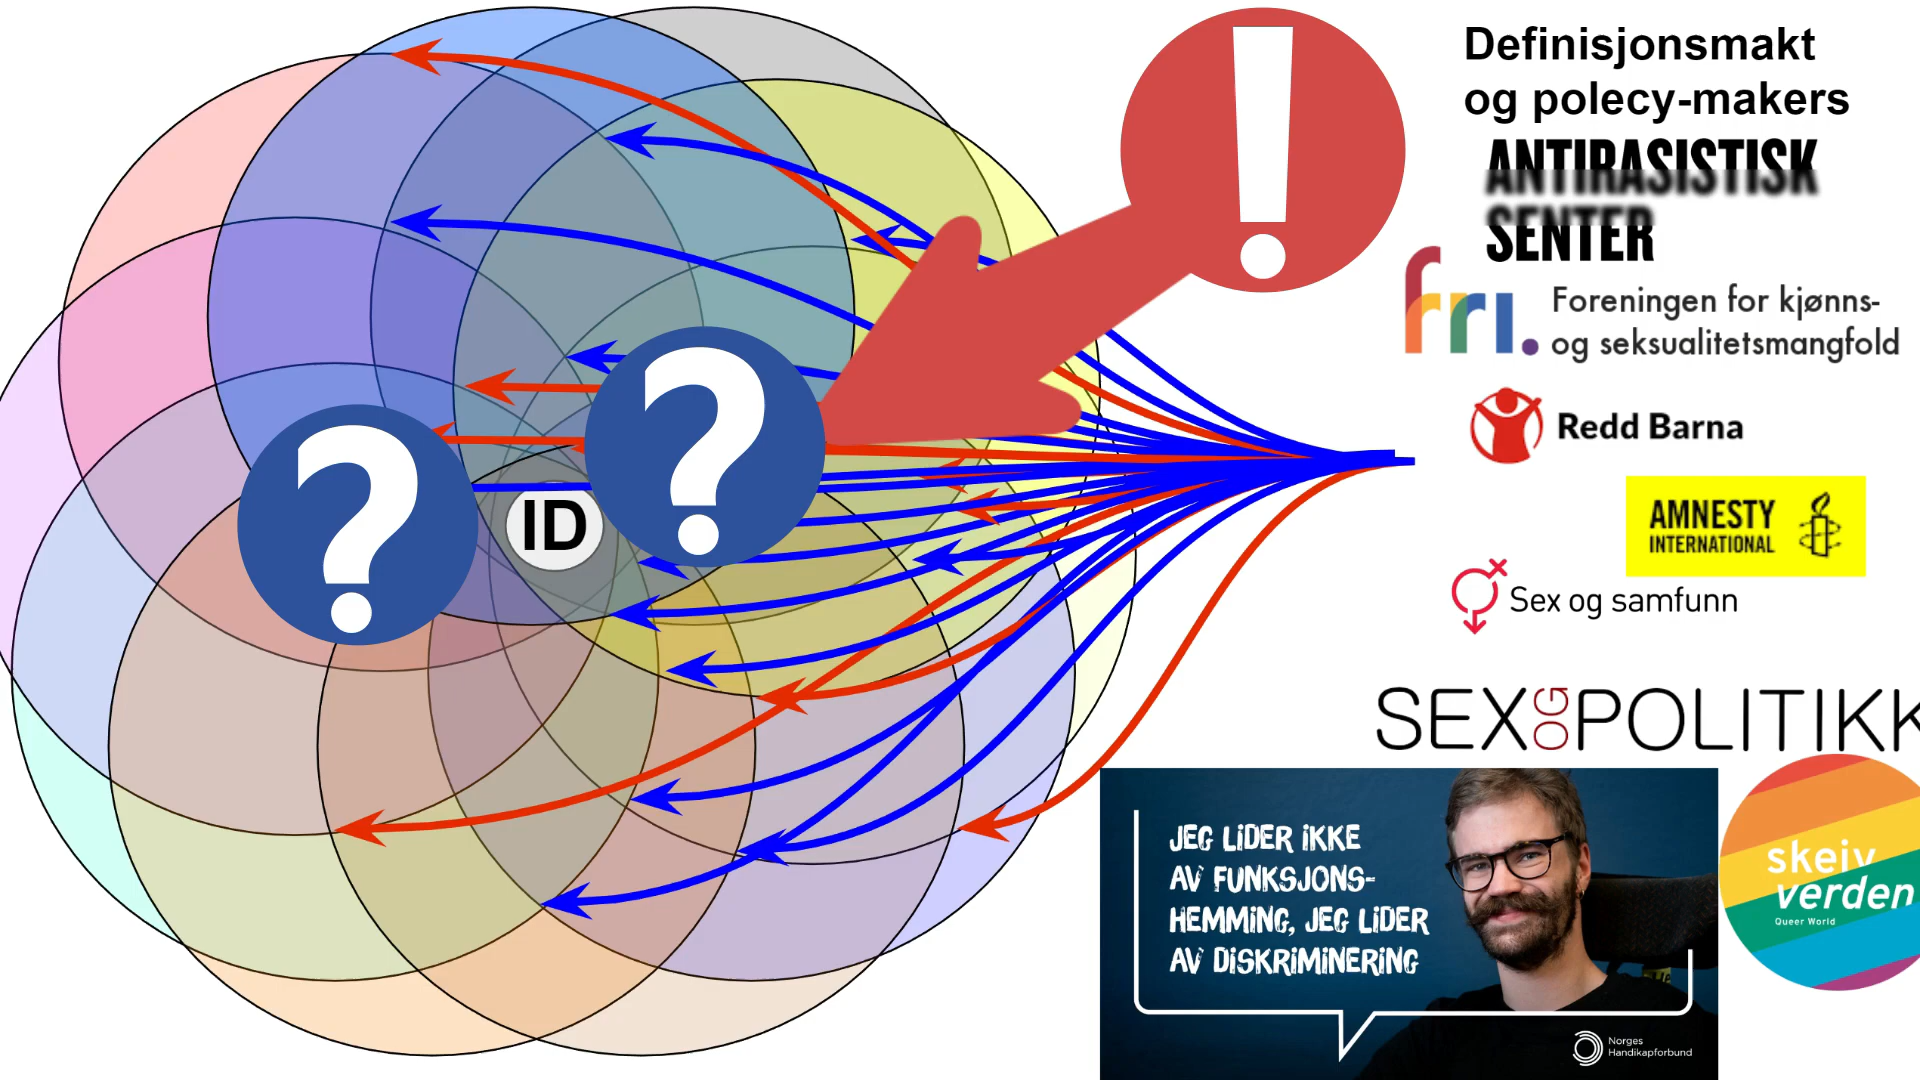 Definisjonsmakt
og polecy-makers
ANTIRASISTISK
SENTER
fri.
Foreningen for kjønns-
og seksualitetsmangfold
Redd Barna
AMNESTY
INTERNATIONAL
Sex og samfunn
SEX OG POLITIKK
JEG LIDER IKKE
AV FUNKSJONS-
HEMMING, JEG LIDER
AV DISKRIMINERING
Norges
Handikapforbund
skeiv
verden
Queer World
!
?
?
ID